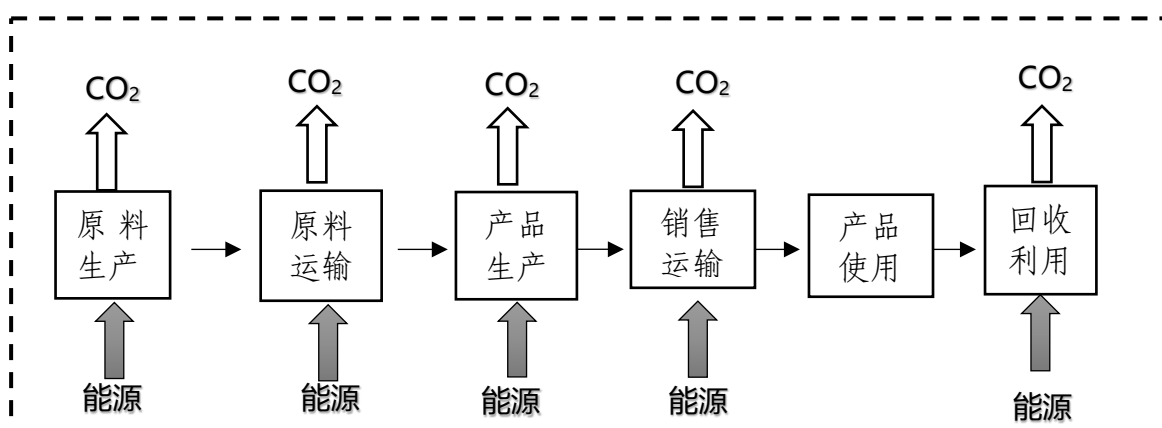 CO₂
CO₂
CO₂
CO₂
CO₂
原料
生产
原料
运输
产品
生产
销售
运输
产品
使用
回收
利用
能源
能源
能源
能源
能源